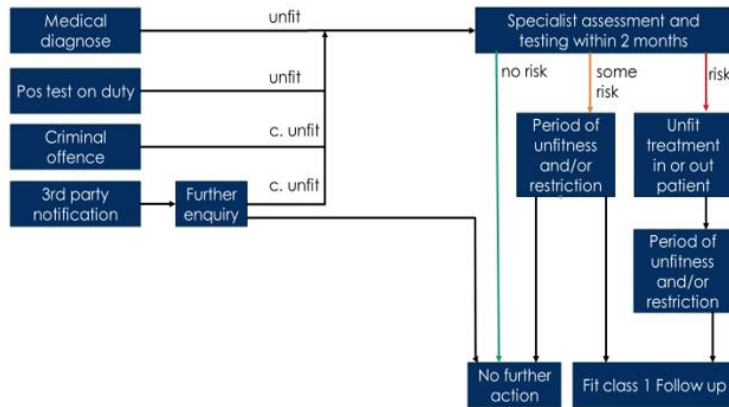 Medical
diagnose
unfit
Specialist assessment and
testing within 2 months
Pos test on duty
unfit
no risk
some
risk
risk
Criminal
offence
c. unfit
Period of
unfitness
and/or
restriction
Unfit
treatment
in or out
patient
3rd party
notification
Further
enquiry
c. unfit
Period of
unfitness
and/or
restriction
No further
action
Fit class 1 Follow up